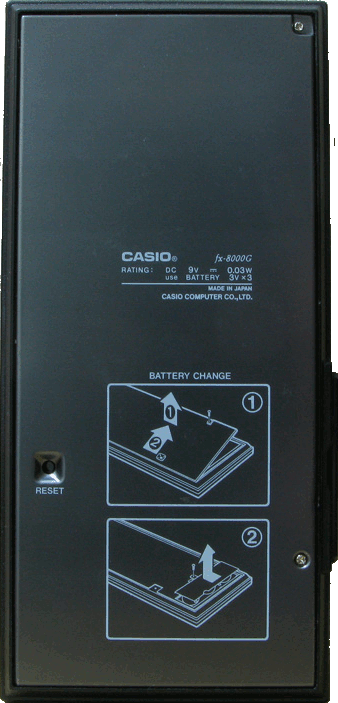 CASIO® fx-8000G
RATING: DC 9V ⎓ 0.03W
use BATTERY 3V×3
MADE IN JAPAN
CASIO COMPUTER CO., LTD.
BATTERY CHANGE
1
1
2
RESET
2